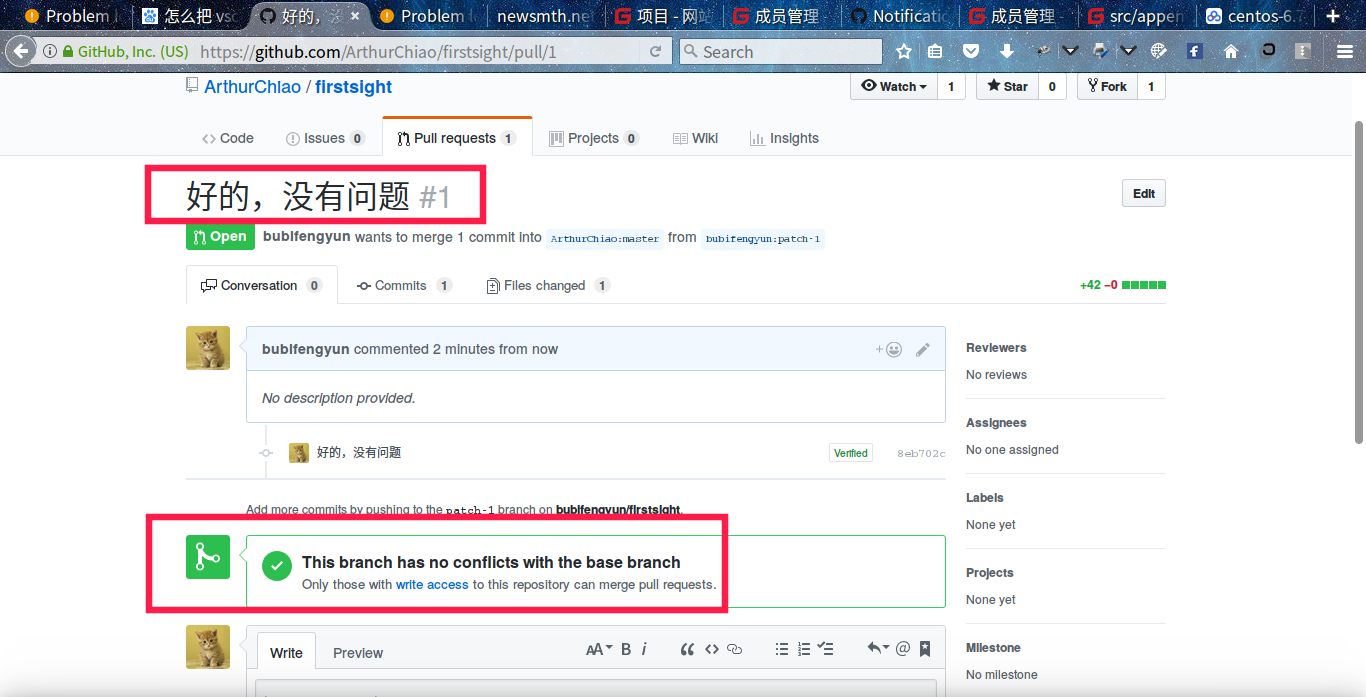 Problem lo
怎么把 vsc
好的，没
Problem lo
newsmth.net
项目 - 网站
成员管理
Notificatio
成员管理 -
src/appen
centos-6.7
GitHub, Inc. (US) https://github.com/ArthurChiao/firstsight/pull/1
Search
ArthurChiao / firstsight
Watch 1 Star 0 Fork 1
Code Issues 0 Pull requests 1 Projects 0 Wiki Insights
好的，没有问题 #1
Edit
Open bubifengyun wants to merge 1 commit into ArthurChiao:master from bubifengyun:patch-1
Conversation 0 Commits 1 Files changed 1 +42 −0
bubifengyun commented 2 minutes from now
No description provided.
好的，没有问题 Verified 8eb702c
Add more commits by pushing to the patch-1 branch on bubifengyun/firstsight.
This branch has no conflicts with the base branch
Only those with write access to this repository can merge pull requests.
Write Preview AA B i
Reviewers
No reviews
Assignees
No one assigned
Labels
None yet
Projects
None yet
Milestone
No milestone